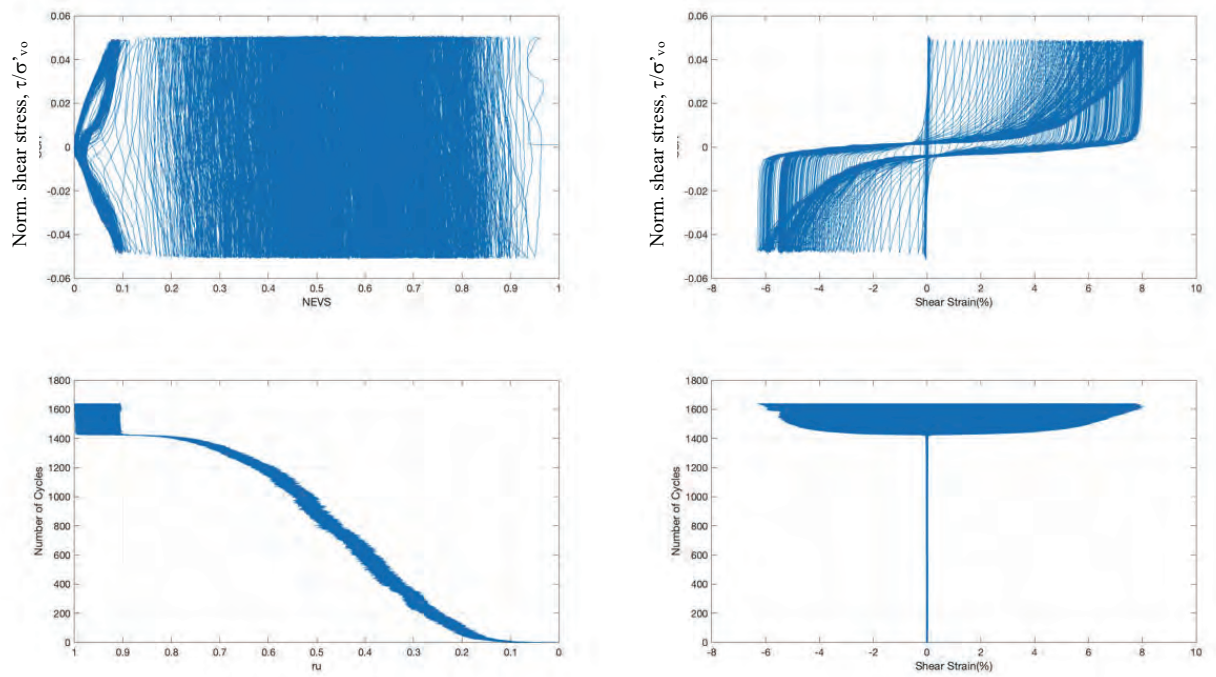 Norm. shear stress, τ/σ'vo
0.06
0.04
0.02
0
-0.02
-0.04
-0.06
0 0.1 0.2 0.3 0.4 0.5 0.6 0.7 0.8 0.9 1
NEVS
Norm. shear stress, τ/σ'vo
0.06
0.04
0.02
0
-0.02
-0.04
-0.06
-8 -6 -4 -2 0 2 4 6 8 10
Shear Strain(%)
Number of Cycles
1800
1600
1400
1200
1000
800
600
400
200
0
1 0.9 0.8 0.7 0.6 0.5 0.4 0.3 0.2 0.1 0
ru
Number of Cycles
1800
1600
1400
1200
1000
800
600
400
200
0
-8 -6 -4 -2 0 2 4 6 8 10
Shear Strain(%)